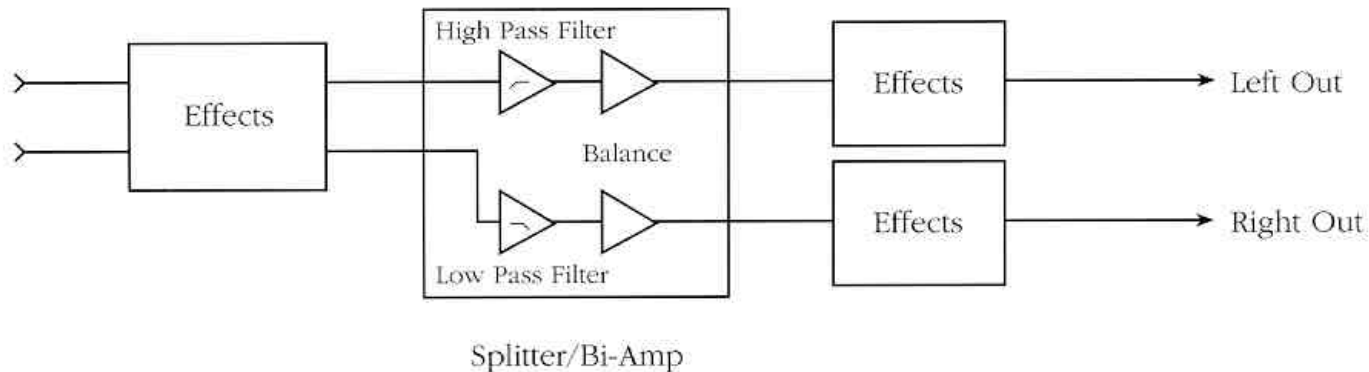 High Pass Filter
Effects
Effects
Left Out
Balance
Effects
Right Out
Low Pass Filter
Splitter/Bi-Amp